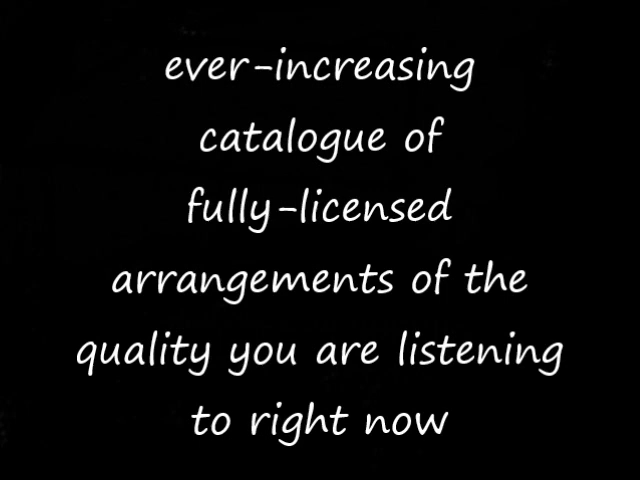 ever-increasing
catalogue of
fully-licensed
arrangements of the
quality you are listening
to right now